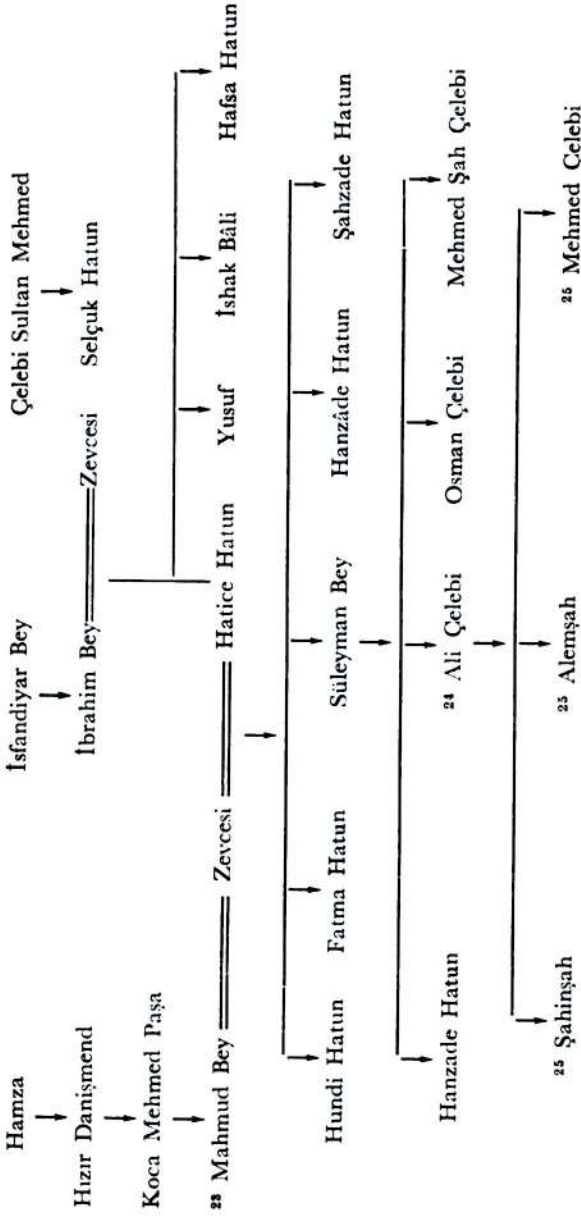 Hamza İsfandiyar Bey Çelebi Sultan Mehmed
Hızır Danişmend İbrahim Bey Zevcesi Selçuk Hatun
Koca Mehmed Paşa
23 Mahmud Bey Zevcesi Hatice Hatun Yusuf İshak Bâli Hafsa Hatun
Hundi Hatun Fatma Hatun Süleyman Bey Hanzâde Hatun Şahzade Hatun
Hanzade Hatun 24 Ali Çelebi Osman Çelebi Mehmed Şah Çelebi
25 Şahinşah 25 Alemşah 25 Mehmed Çelebi